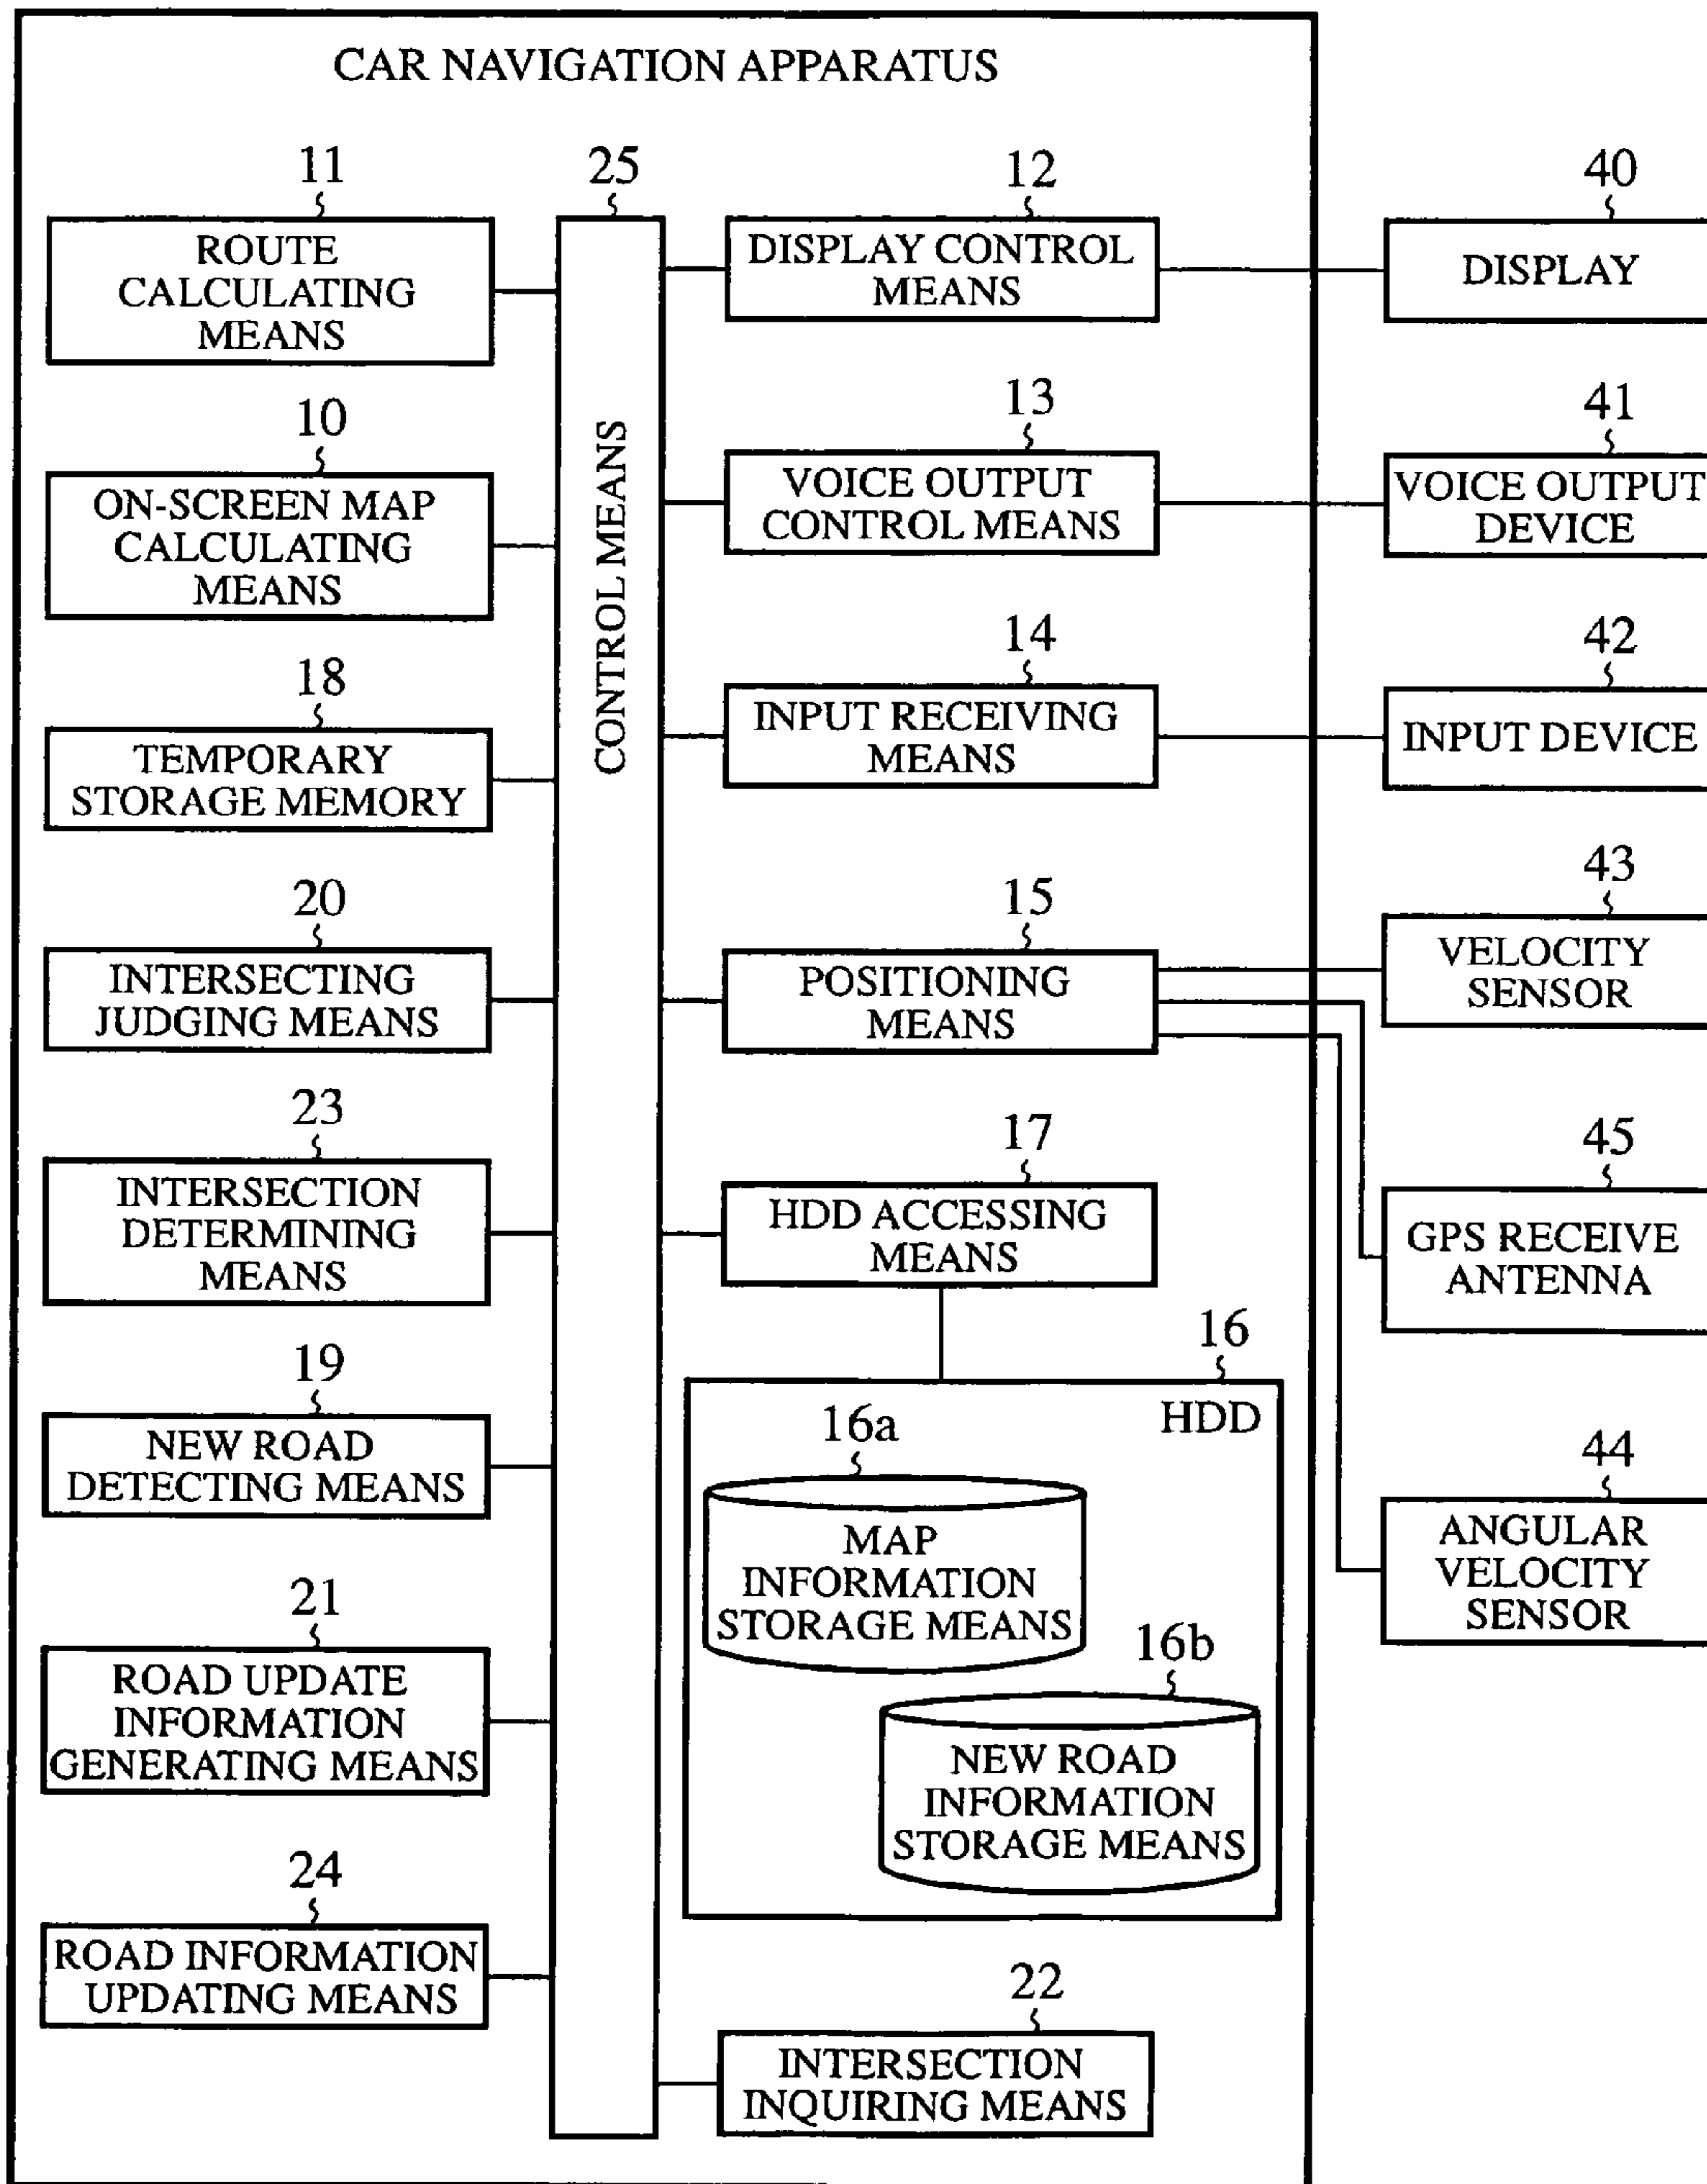 CAR NAVIGATION APPARATUS
11
ROUTE
CALCULATING
MEANS
10
ON-SCREEN MAP
CALCULATING
MEANS
18
TEMPORARY
STORAGE MEMORY
20
INTERSECTING
JUDGING MEANS
23
INTERSECTION
DETERMINING
MEANS
19
NEW ROAD
DETECTING MEANS
21
ROAD UPDATE
INFORMATION
GENERATING MEANS
24
ROAD INFORMATION
UPDATING MEANS
25
CONTROL MEANS
12
DISPLAY CONTROL
MEANS
13
VOICE OUTPUT
CONTROL MEANS
14
INPUT RECEIVING
MEANS
15
POSITIONING
MEANS
17
HDD ACCESSING
MEANS
16
HDD
16a
MAP
INFORMATION
STORAGE MEANS
16b
NEW ROAD
INFORMATION
STORAGE MEANS
22
INTERSECTION
INQUIRING MEANS
40
DISPLAY
41
VOICE OUTPUT
DEVICE
42
INPUT DEVICE
43
VELOCITY
SENSOR
45
GPS RECEIVE
ANTENNA
44
ANGULAR
VELOCITY
SENSOR